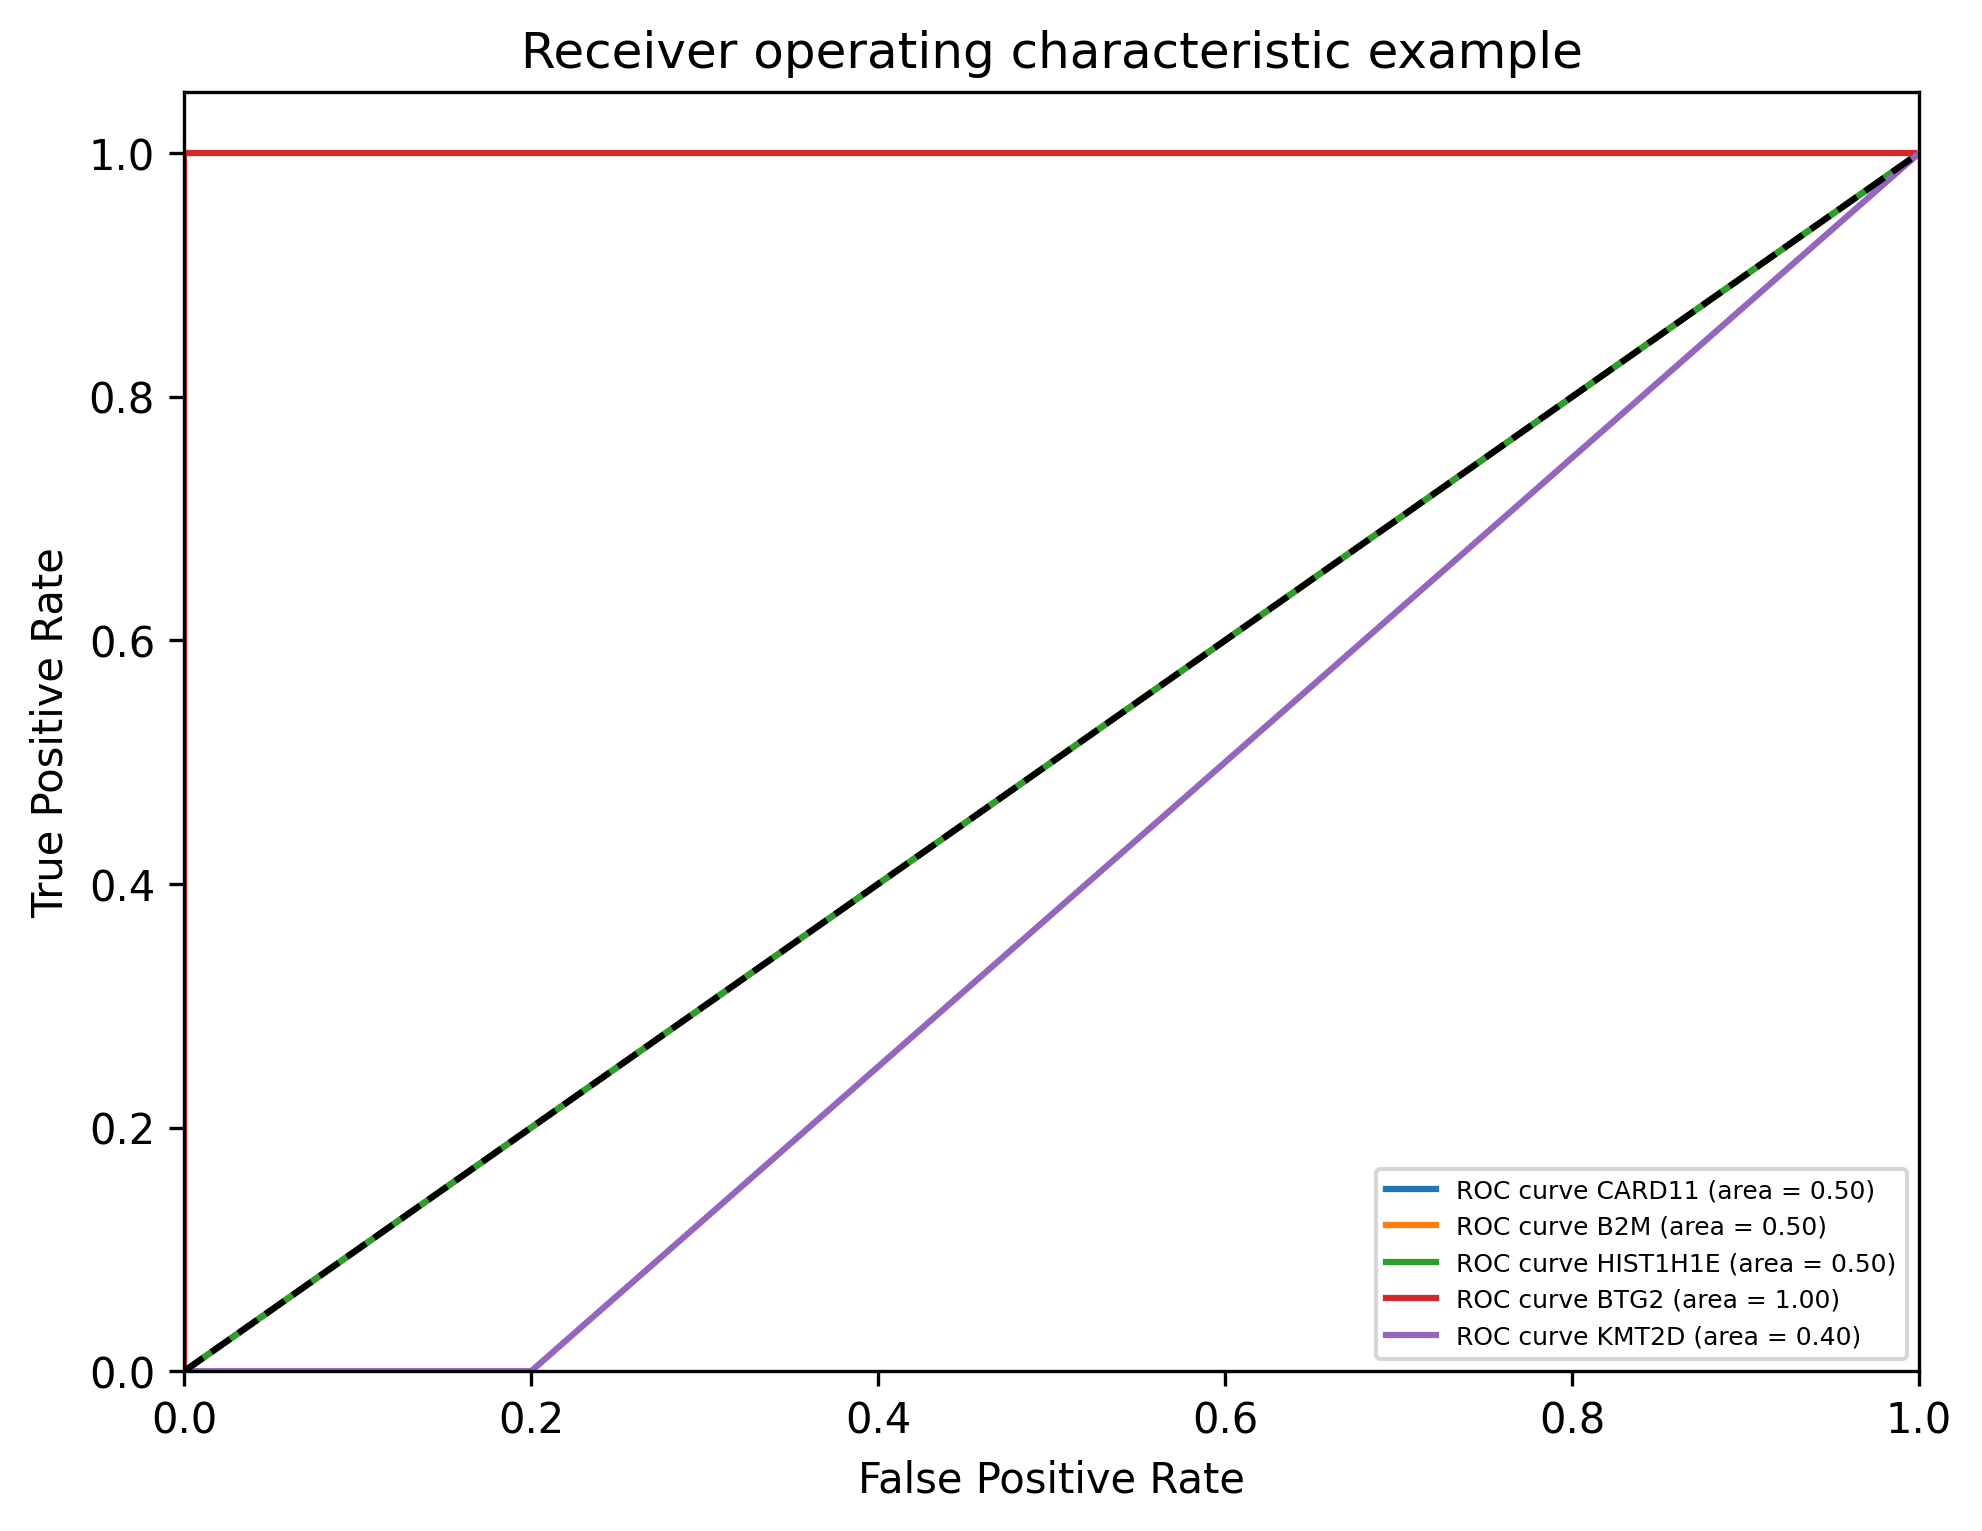 Receiver operating characteristic example
True Positive Rate
1.0
0.8
0.6
0.4
0.2
0.0
ROC curve CARD11 (area = 0.50)
ROC curve B2M (area = 0.50)
ROC curve HIST1H1E (area = 0.50)
ROC curve BTG2 (area = 1.00)
ROC curve KMT2D (area = 0.40)
0.0 0.2 0.4 0.6 0.8 1.0
False Positive Rate